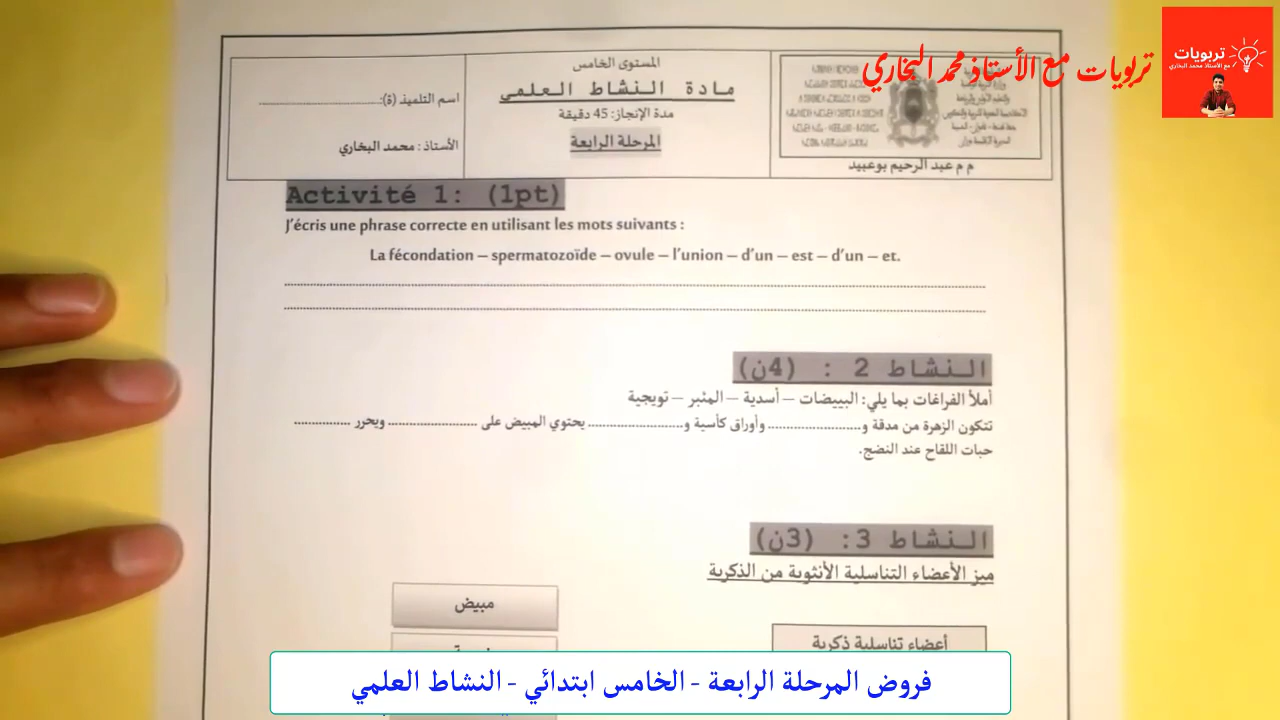 تربويات مع الأستاذ محمد البخاري
تربويات
مع الأستاذ محمد البخاري
المستوى الخامس
مادة النشاط العلمي
مدة الإنجاز: 45 دقيقة
المرحلة الرابعة
اسم التلميذ (ة):
الأستاذ : محمد البخاري
م م عبد الرحيم بوعبيد
Activité 1: (1pt)
J'écris une phrase correcte en utilisant les mots suivants :
La fécondation – spermatozoïde – ovule – l'union – d'un – est – d'un – et.
النشاط 2 : (4ن)
أملأ الفراغات بما يلي: البييضات – أسدية – المئبر – تويجية
تتكون الزهرة من مدقة و........................ وأوراق كأسية و........................ يحتوي المبيض على ........................ ويحرر ...............
حبات اللقاح عند النضج.
النشاط 3: (3ن)
ميز الأعضاء التناسلية الأنثوية من الذكرية
مبيض
أعضاء تناسلية ذكرية
فروض المرحلة الرابعة - الخامس ابتدائي - النشاط العلمي